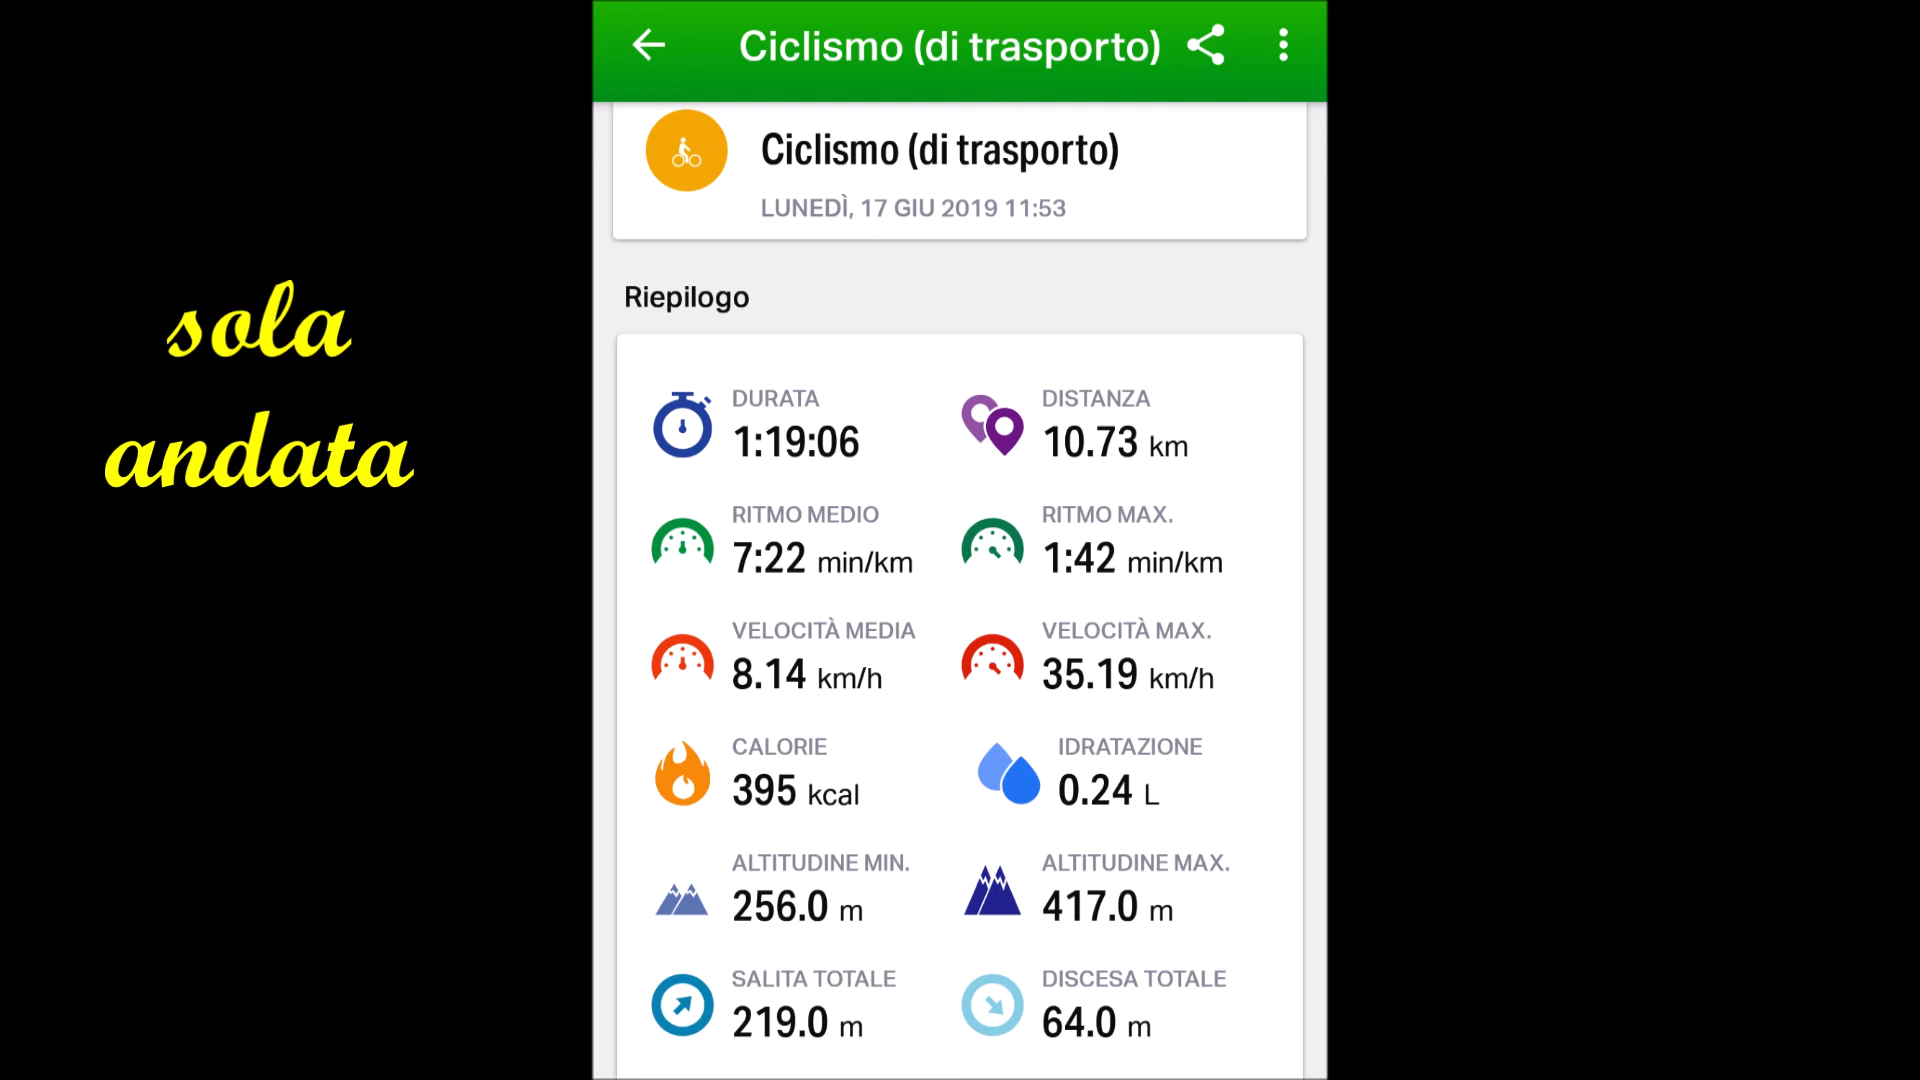 Ciclismo (di trasporto)
Ciclismo (di trasporto)
LUNEDÌ, 17 GIU 2019 11:53
sola
andata
Riepilogo
DURATA
1:19:06
DISTANZA
10.73 km
RITMO MEDIO
7:22 min/km
RITMO MAX.
1:42 min/km
VELOCITÀ MEDIA
8.14 km/h
VELOCITÀ MAX.
35.19 km/h
CALORIE
395 kcal
IDRATAZIONE
0.24 L
ALTITUDINE MIN.
256.0 m
ALTITUDINE MAX.
417.0 m
SALITA TOTALE
219.0 m
DISCESA TOTALE
64.0 m